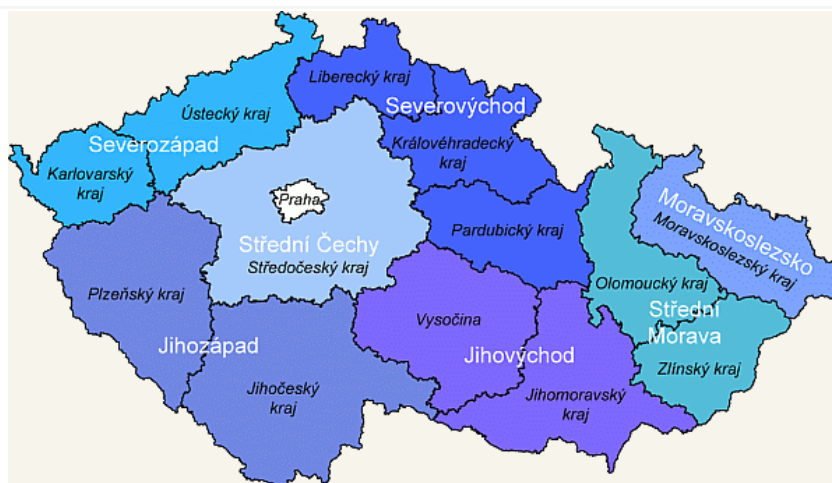 Liberecký kraj
Severovýchod
Ústecký kraj
Severozápad
Královéhradecký
kraj
Karlovarský
kraj
Praha
Moravskoslezsko
Moravskoslezský kraj
Pardubický kraj
Střední Čechy
Středočeský kraj
Olomoucký kraj
Plzeňský kraj
Střední
Morava
Vysočina
Jihozápad
Jihovýchod
Zlínský kraj
Jihočeský
kraj
Jihomoravský
kraj